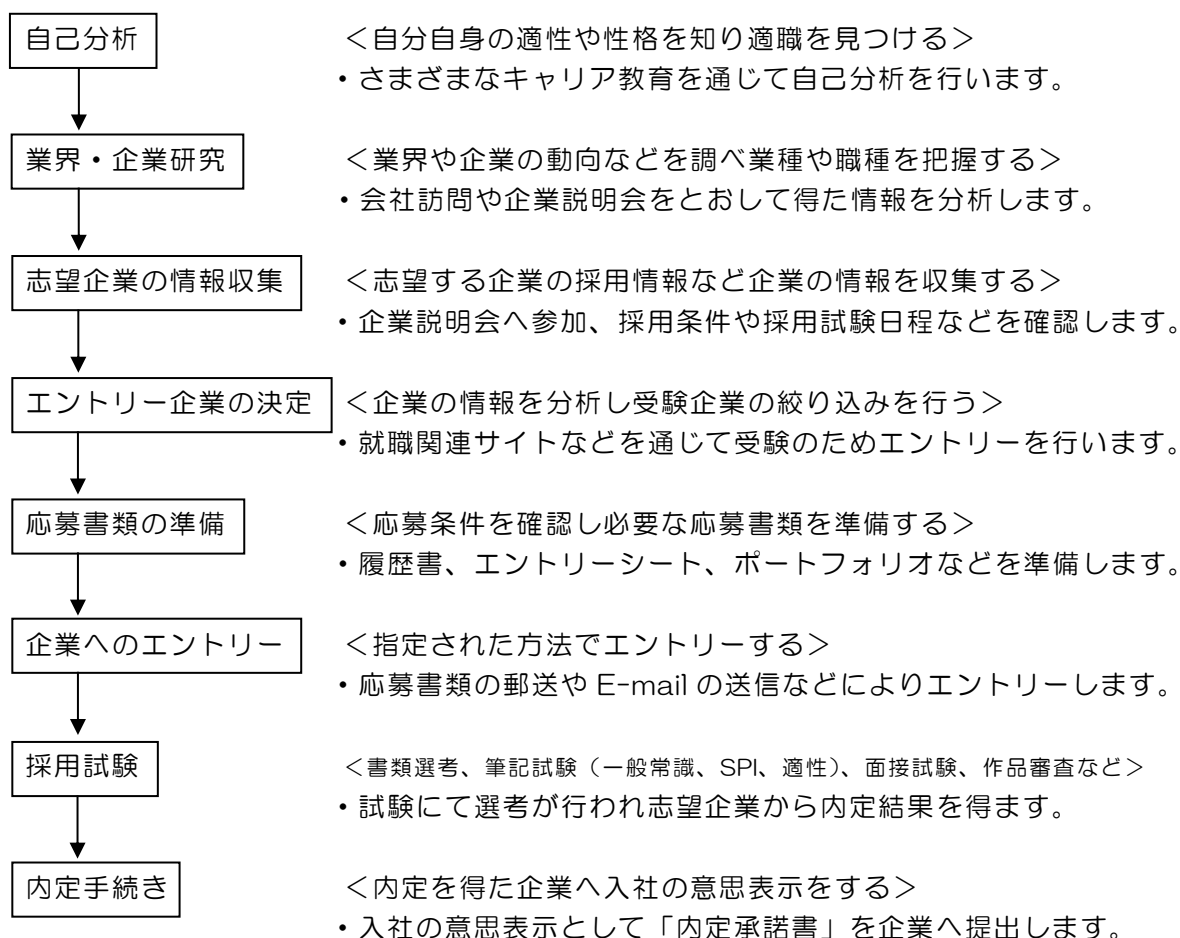 自己分析 ＜自分自身の適性や性格を知り適職を見つける＞
・さまざまなキャリア教育を通じて自己分析を行います。
業界・企業研究 ＜業界や企業の動向などを調べ業種や職種を把握する＞
・会社訪問や企業説明会をとおして得た情報を分析します。
志望企業の情報収集 ＜志望する企業の採用情報など企業の情報を収集する＞
・企業説明会へ参加、採用条件や採用試験日程などを確認します。
エントリー企業の決定 ＜企業の情報を分析し受験企業の絞り込みを行う＞
・就職関連サイトなどを通じて受験のためエントリーを行います。
応募書類の準備 ＜応募条件を確認し必要な応募書類を準備する＞
・履歴書、エントリーシート、ポートフォリオなどを準備します。
企業へのエントリー ＜指定された方法でエントリーする＞
・応募書類の郵送や E-mail の送信などによりエントリーします。
採用試験 ＜書類選考、筆記試験（一般常識、SPI、適性）、面接試験、作品審査など＞
・試験にて選考が行われ志望企業から内定結果を得ます。
内定手続き ＜内定を得た企業へ入社の意思表示をする＞
・入社の意思表示として「内定承諾書」を企業へ提出します。